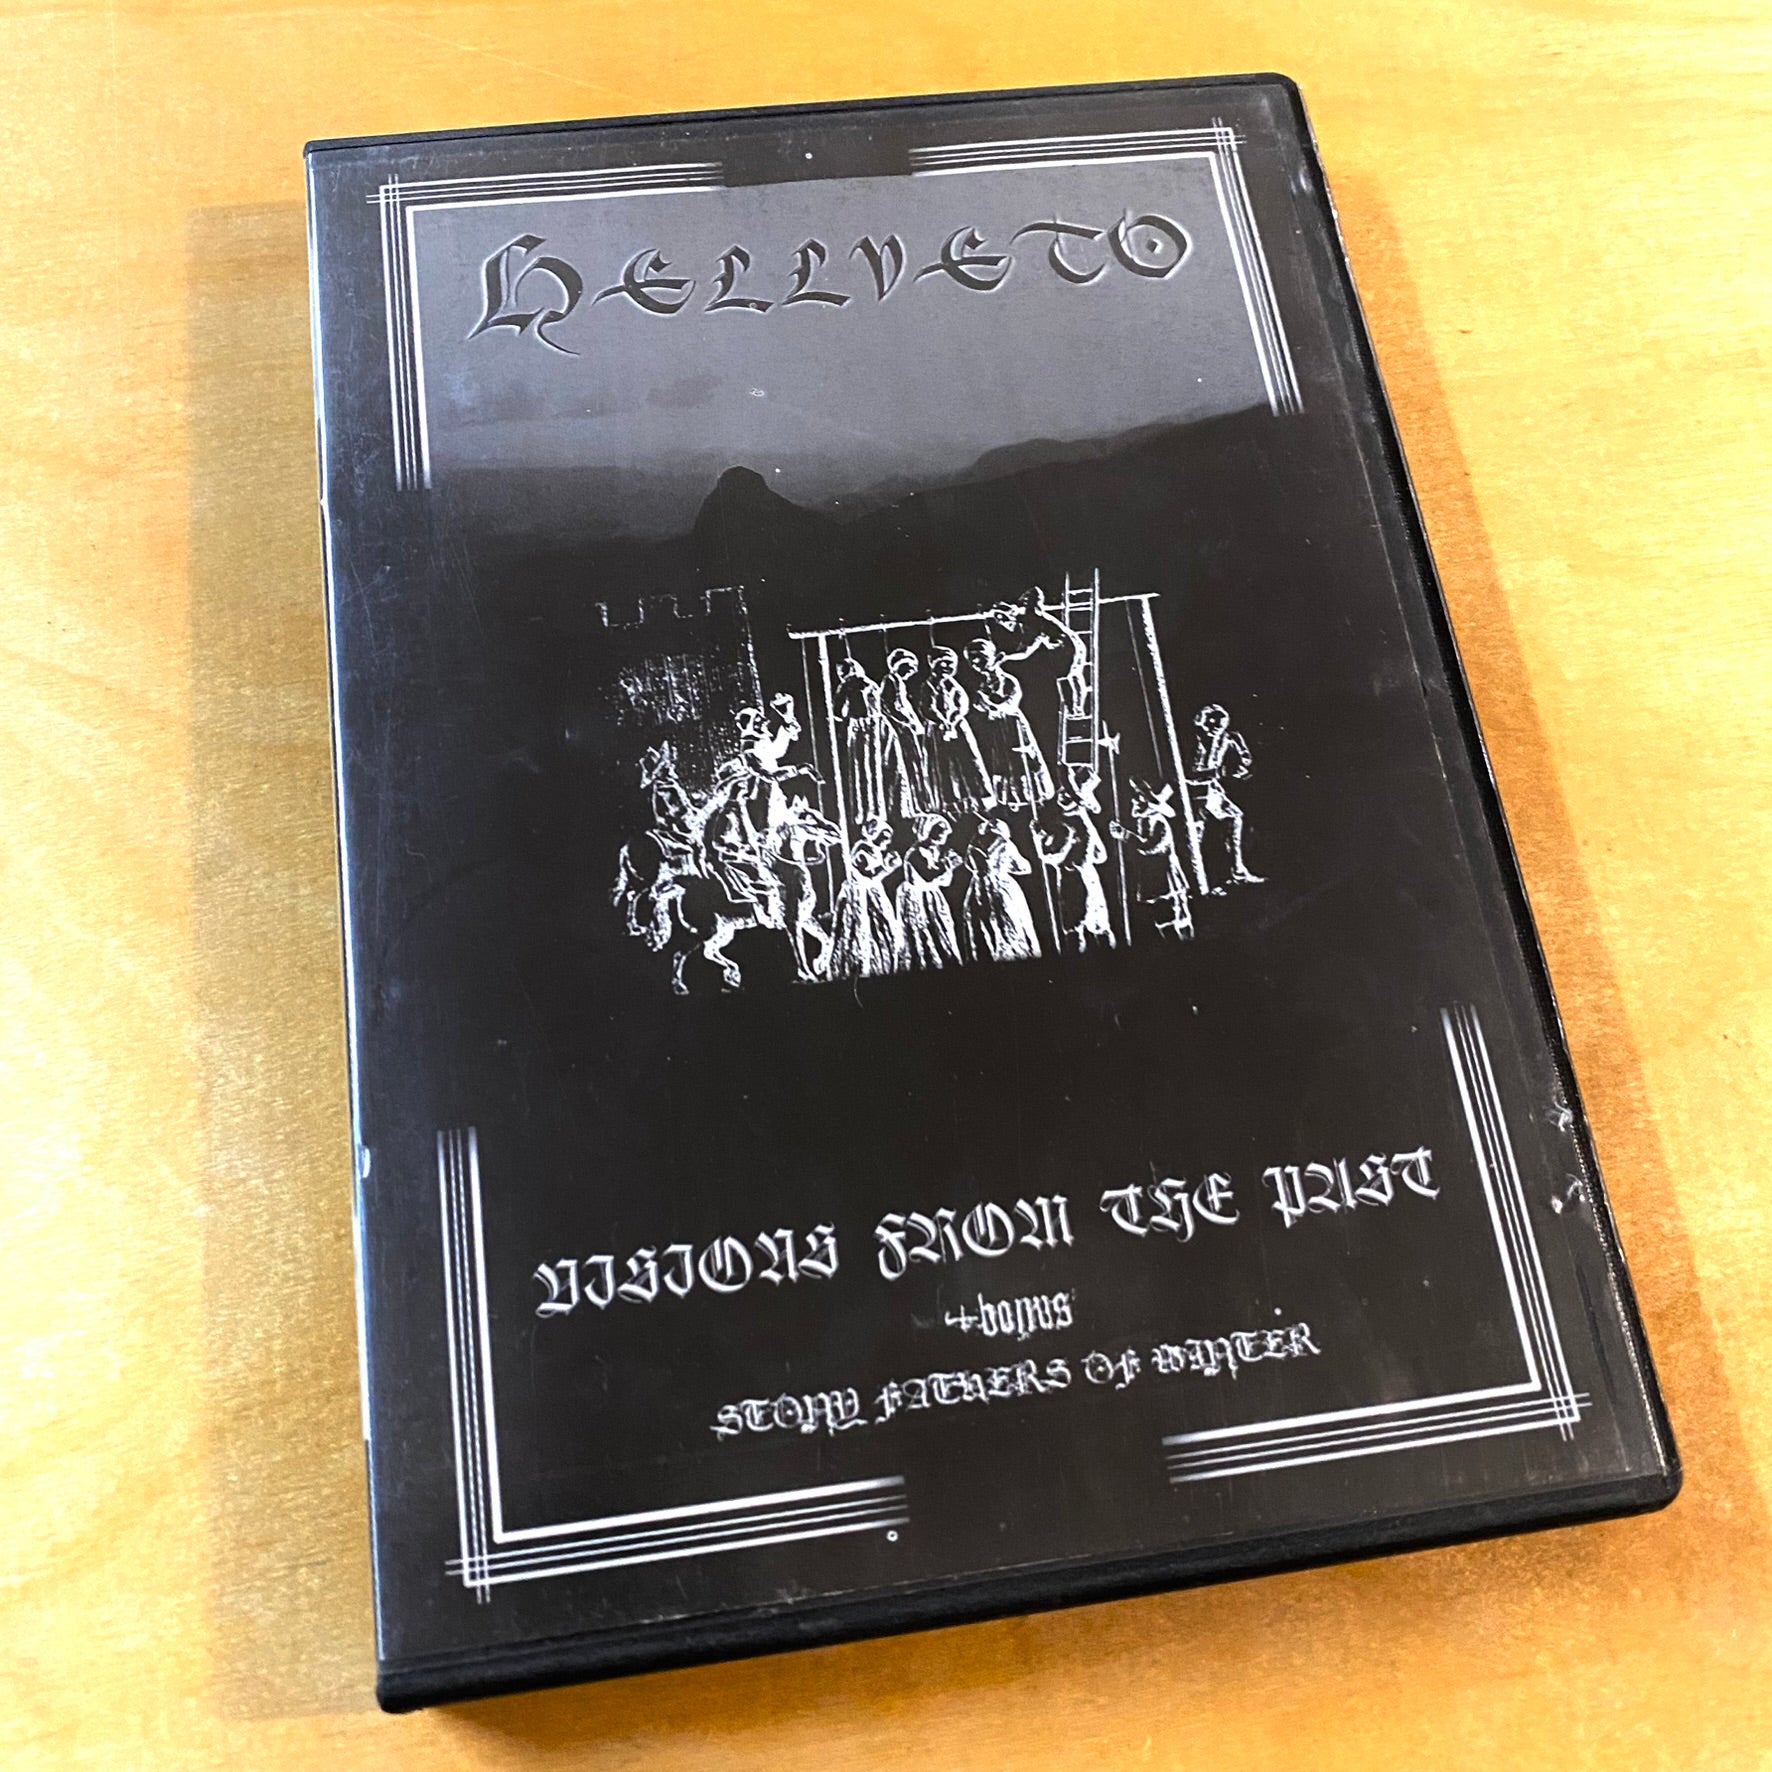 HELLVETO
VISIONS FROM THE PAST
+bonus
STONY FATHERS OF WINTER